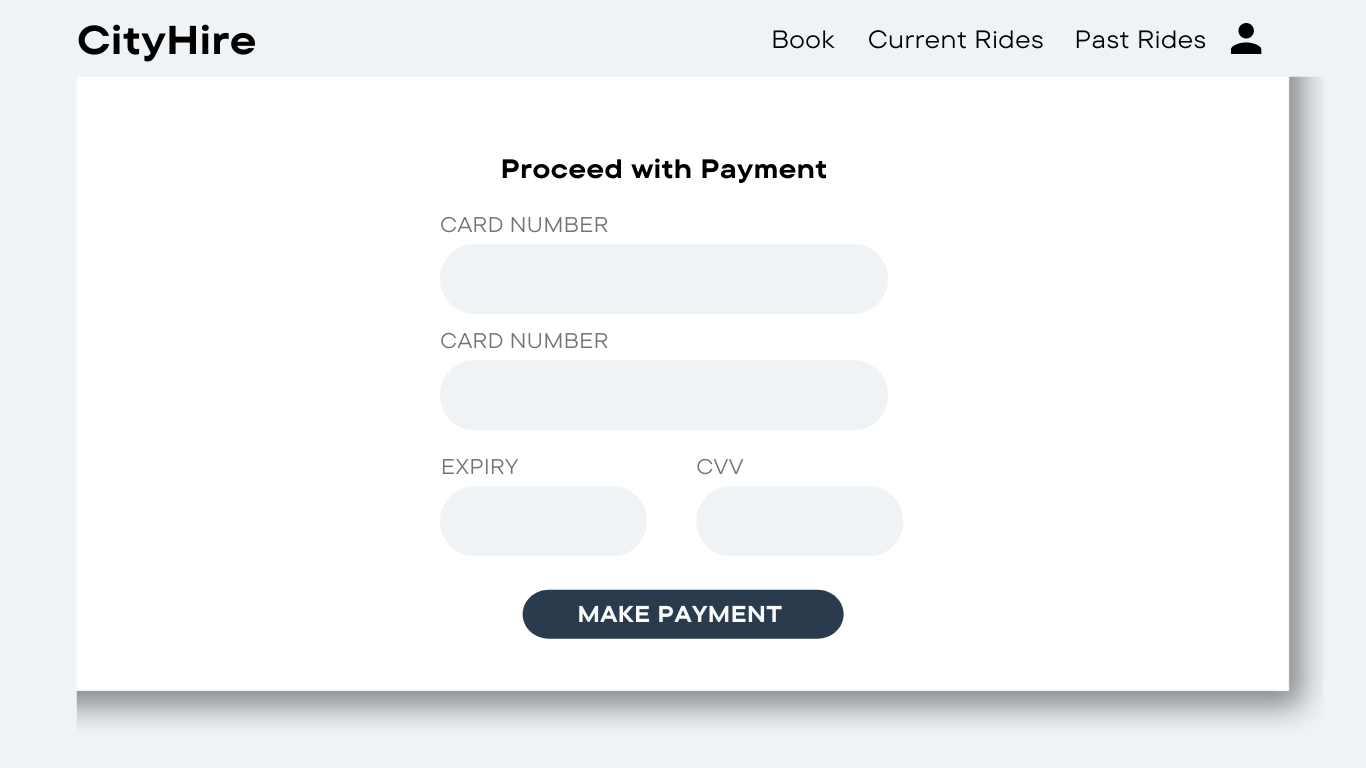 CityHire
Book Current Rides Past Rides
Proceed with Payment
CARD NUMBER
CARD NUMBER
EXPIRY CVV
MAKE PAYMENT